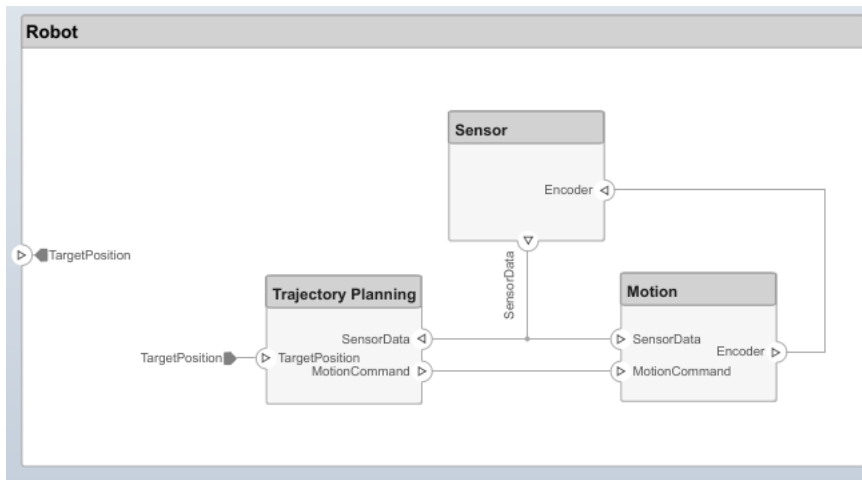 Robot
Sensor
Encoder
SensorData
TargetPosition
Trajectory Planning
SensorData
TargetPosition
TargetPosition
MotionCommand
Motion
SensorData
Encoder
MotionCommand